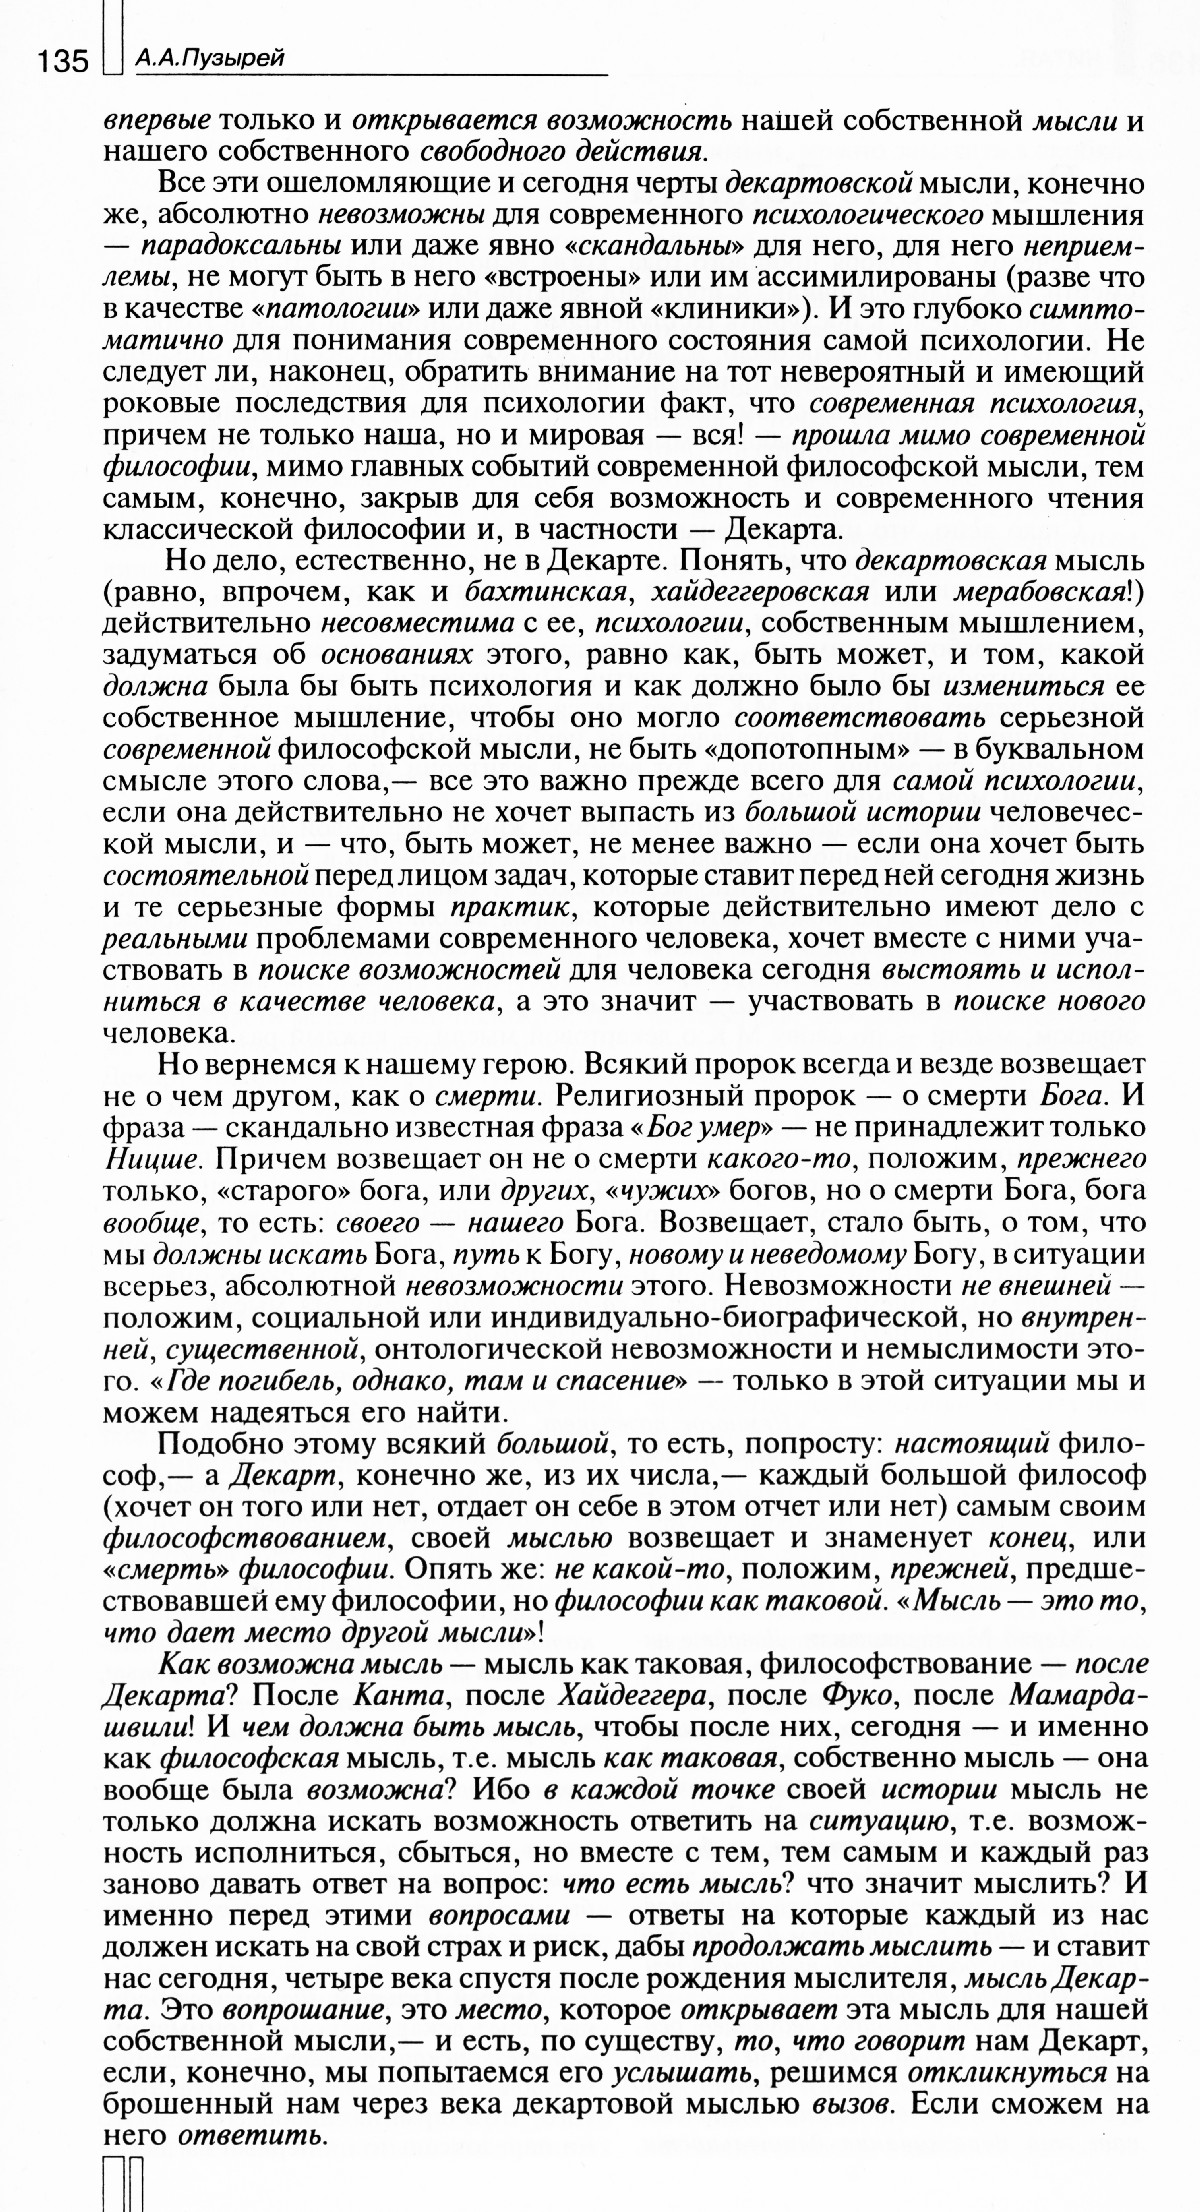 135
А.А.Пузырей
впервые только и открывается возможность нашей собственной мысли и
нашего собственного свободного действия.
Все эти ошеломляющие и сегодня черты декартовской мысли, конечно
же, абсолютно невозможны для современного психологического мышления
— парадоксальны или даже явно «скандальны» для него, для него неприем-
лемы, не могут быть в него «встроены» или им ассимилированы (разве что
в качестве «патологии» или даже явной «клиники»). И это глубоко симпто-
матично для понимания современного состояния самой психологии. Не
следует ли, наконец, обратить внимание на тот невероятный и имеющий
роковые последствия для психологии факт, что современная психология,
причем не только наша, но и мировая — вся! — прошла мимо современной
философии, мимо главных событий современной философской мысли, тем
самым, конечно, закрыв для себя возможность и современного чтения
классической философии и, в частности — Декарта.
Но дело, естественно, не в Декарте. Понять, что декартовская мысль
(равно, впрочем, как и бахтинская, хайдеггеровская или мерабовская!)
действительно несовместима с ее, психологии, собственным мышлением,
задуматься об основаниях этого, равно как, быть может, и том, какой
должна была бы быть психология и как должно было бы измениться ее
собственное мышление, чтобы оно могло соответствовать серьезной
современной философской мысли, не быть «допотопным» — в буквальном
смысле этого слова,— все это важно прежде всего для самой психологии,
если она действительно не хочет выпасть из большой истории человечес-
кой мысли, и — что, быть может, не менее важно — если она хочет быть
состоятельной перед лицом задач, которые ставит перед ней сегодня жизнь
и те серьезные формы практик, которые действительно имеют дело с
реальными проблемами современного человека, хочет вместе с ними уча-
ствовать в поиске возможностей для человека сегодня выстоять и испол-
ниться в качестве человека, а это значит — участвовать в поиске нового
человека.
Но вернемся к нашему герою. Всякий пророк всегда и везде возвещает
не о чем другом, как о смерти. Религиозный пророк — о смерти Бога. И
фраза — скандально известная фраза «Бог умер» — не принадлежит только
Ницше. Причем возвещает он не о смерти какого-то, положим, прежнего
только, «старого» бога, или других, «чужих» богов, но о смерти Бога, бога
вообще, то есть: своего — нашего Бога. Возвещает, стало быть, о том, что
мы должны искать Бога, путь к Богу, новому и неведомому Богу, в ситуации
всерьез, абсолютной невозможности этого. Невозможности не внешней —
положим, социальной или индивидуально-биографической, но внутрен-
ней, существенной, онтологической невозможности и немыслимости это-
го. «Где погибель, однако, там и спасение» — только в этой ситуации мы и
можем надеяться его найти.
Подобно этому всякий большой, то есть, попросту: настоящий фило-
соф,— а Декарт, конечно же, из их числа,— каждый большой философ
(хочет он того или нет, отдает он себе в этом отчет или нет) самым своим
философствованием, своей мыслью возвещает и знаменует конец, или
«смерть» философии. Опять же: не какой-то, положим, прежней, предше-
ствовавшей ему философии, но философии как таковой. «Мысль — это то,
что дает место другой мысли»!
Как возможна мысль — мысль как таковая, философствование — после
Декарта? После Канта, после Хайдеггера, после Фуко, после Мамарда-
швили! И чем должна быть мысль, чтобы после них, сегодня — и именно
как философская мысль, т.е. мысль как таковая, собственно мысль — она
вообще была возможна? Ибо в каждой точке своей истории мысль не
только должна искать возможность ответить на ситуацию, т.е. возмож-
ность исполниться, сбыться, но вместе с тем, тем самым и каждый раз
заново давать ответ на вопрос: что есть мысль? что значит мыслить? И
именно перед этими вопросами — ответы на которые каждый из нас
должен искать на свой страх и риск, дабы продолжать мыслить — и ставит
нас сегодня, четыре века спустя после рождения мыслителя, мысль Декар-
та. Это вопрошание, это место, которое открывает эта мысль для нашей
собственной мысли,— и есть, по существу, то, что говорит нам Декарт,
если, конечно, мы попытаемся его услышать, решимся откликнуться на
брошенный нам через века декартовой мыслью вызов. Если сможем на
него ответить.